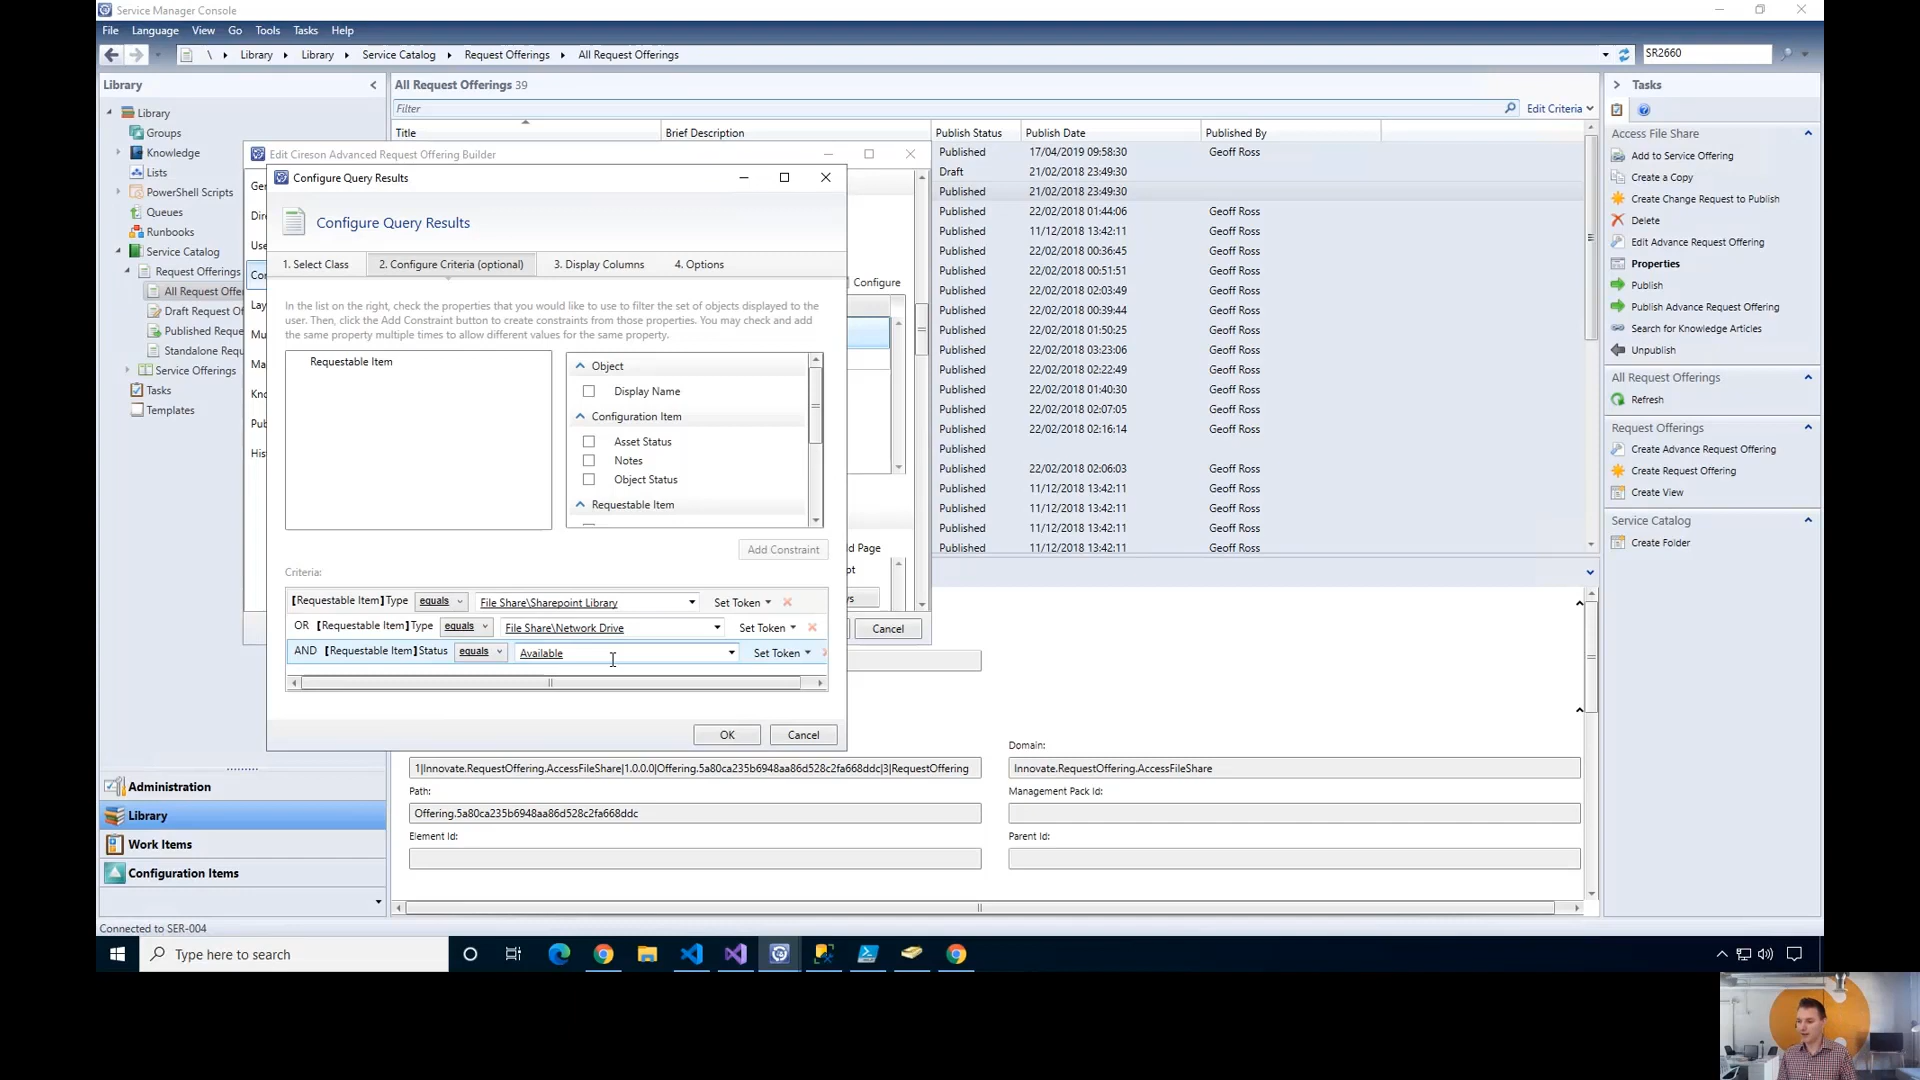 Service Manager Console
File Language View Go Tools Tasks Help
\ Library Library Service Catalog Request Offerings All Request Offerings SR2660
Library <
Library
Groups
Knowledge
Lists
PowerShell Scripts
Queues
Runbooks
Service Catalog
Request Offerings
All Request Offe
Draft Request Of
Published Reque
Standalone Requ
Service Offerings
Tasks
Templates
Administration
Library
Work Items
Configuration Items
Connected to SER-004
All Request Offerings 39
Filter Edit Criteria
Title Brief Description Publish Status Publish Date Published By
Published 17/04/2019 09:58:30 Geoff Ross
Draft 21/02/2018 23:49:30
Published 21/02/2018 23:49:30
Published 22/02/2018 01:44:06 Geoff Ross
Published 11/12/2018 13:42:11 Geoff Ross
Published 22/02/2018 00:36:45 Geoff Ross
Published 22/02/2018 00:51:51 Geoff Ross
Published 22/02/2018 02:03:49 Geoff Ross
Published 22/02/2018 00:39:44 Geoff Ross
Published 22/02/2018 01:50:25 Geoff Ross
Published 22/02/2018 03:23:06 Geoff Ross
Published 22/02/2018 02:22:49 Geoff Ross
Published 22/02/2018 01:40:30 Geoff Ross
Published 22/02/2018 02:07:05 Geoff Ross
Published 22/02/2018 02:16:14 Geoff Ross
Published
Published 22/02/2018 02:06:03 Geoff Ross
Published 11/12/2018 13:42:11 Geoff Ross
Published 11/12/2018 13:42:11 Geoff Ross
Published 11/12/2018 13:42:11 Geoff Ross
Published 11/12/2018 13:42:11 Geoff Ross
Edit Cireson Advanced Request Offering Builder
Ger
Dire
Use
Cor
Lay
Mu
Ma
Kno
Pub
Hist
Configure
d Page
pt
ys
Cancel
Configure Query Results
Configure Query Results
1. Select Class 2. Configure Criteria (optional) 3. Display Columns 4. Options
In the list on the right, check the properties that you would like to use to filter the set of objects displayed to the
user. Then, click the Add Constraint button to create constraints from those properties. You may check and add
the same property multiple times to allow different values for the same property.
Requestable Item
Object
Display Name
Configuration Item
Asset Status
Notes
Object Status
Requestable Item
Add Constraint
Criteria:
[Requestable Item]Type equals File Share\Sharepoint Library Set Token
OR [Requestable Item]Type equals File Share\Network Drive Set Token
AND [Requestable Item]Status equals Available Set Token
OK Cancel
1|Innovate.RequestOffering.AccessFileShare|1.0.0.0|Offering.5a80ca235b6948aa86d528c2fa668ddc|3|RequestOffering
Domain:
Innovate.RequestOffering.AccessFileShare
Path:
Offering.5a80ca235b6948aa86d528c2fa668ddc
Management Pack Id:
Element Id:
Parent Id:
> Tasks
Access File Share
Add to Service Offering
Create a Copy
Create Change Request to Publish
Delete
Edit Advance Request Offering
Properties
Publish
Publish Advance Request Offering
Search for Knowledge Articles
Unpublish
All Request Offerings
Refresh
Request Offerings
Create Advance Request Offering
Create Request Offering
Create View
Service Catalog
Create Folder
Type here to search